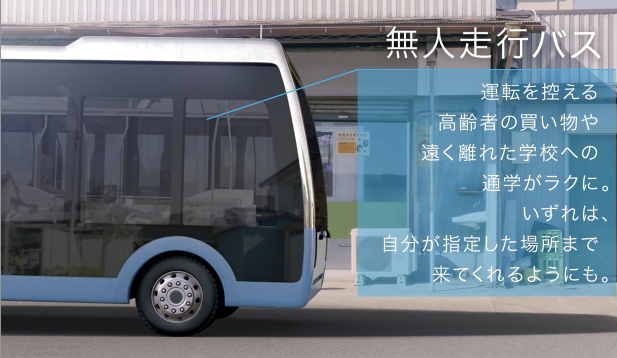 無人走行バス
運転を控える
高齢者の買い物や
遠く離れた学校への
通学がラクに。
いずれは、
自分が指定した場所まで
来てくれるようにも。